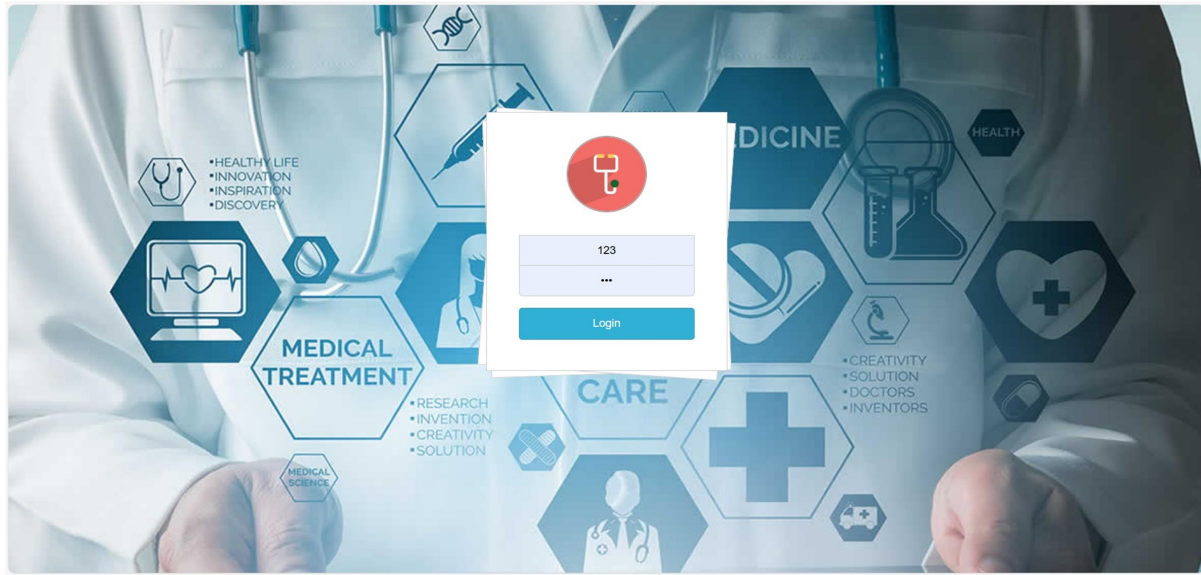 MEDICINE
HEALTH
•HEALTHY LIFE
•INNOVATION
•INSPIRATION
•DISCOVERY
123
•••
Login
MEDICAL
TREATMENT
•CREATIVITY
•SOLUTION
•DOCTORS
•INVENTORS
CARE
•RESEARCH
•INVENTION
•CREATIVITY
•SOLUTION
MEDICAL
SCIENCE